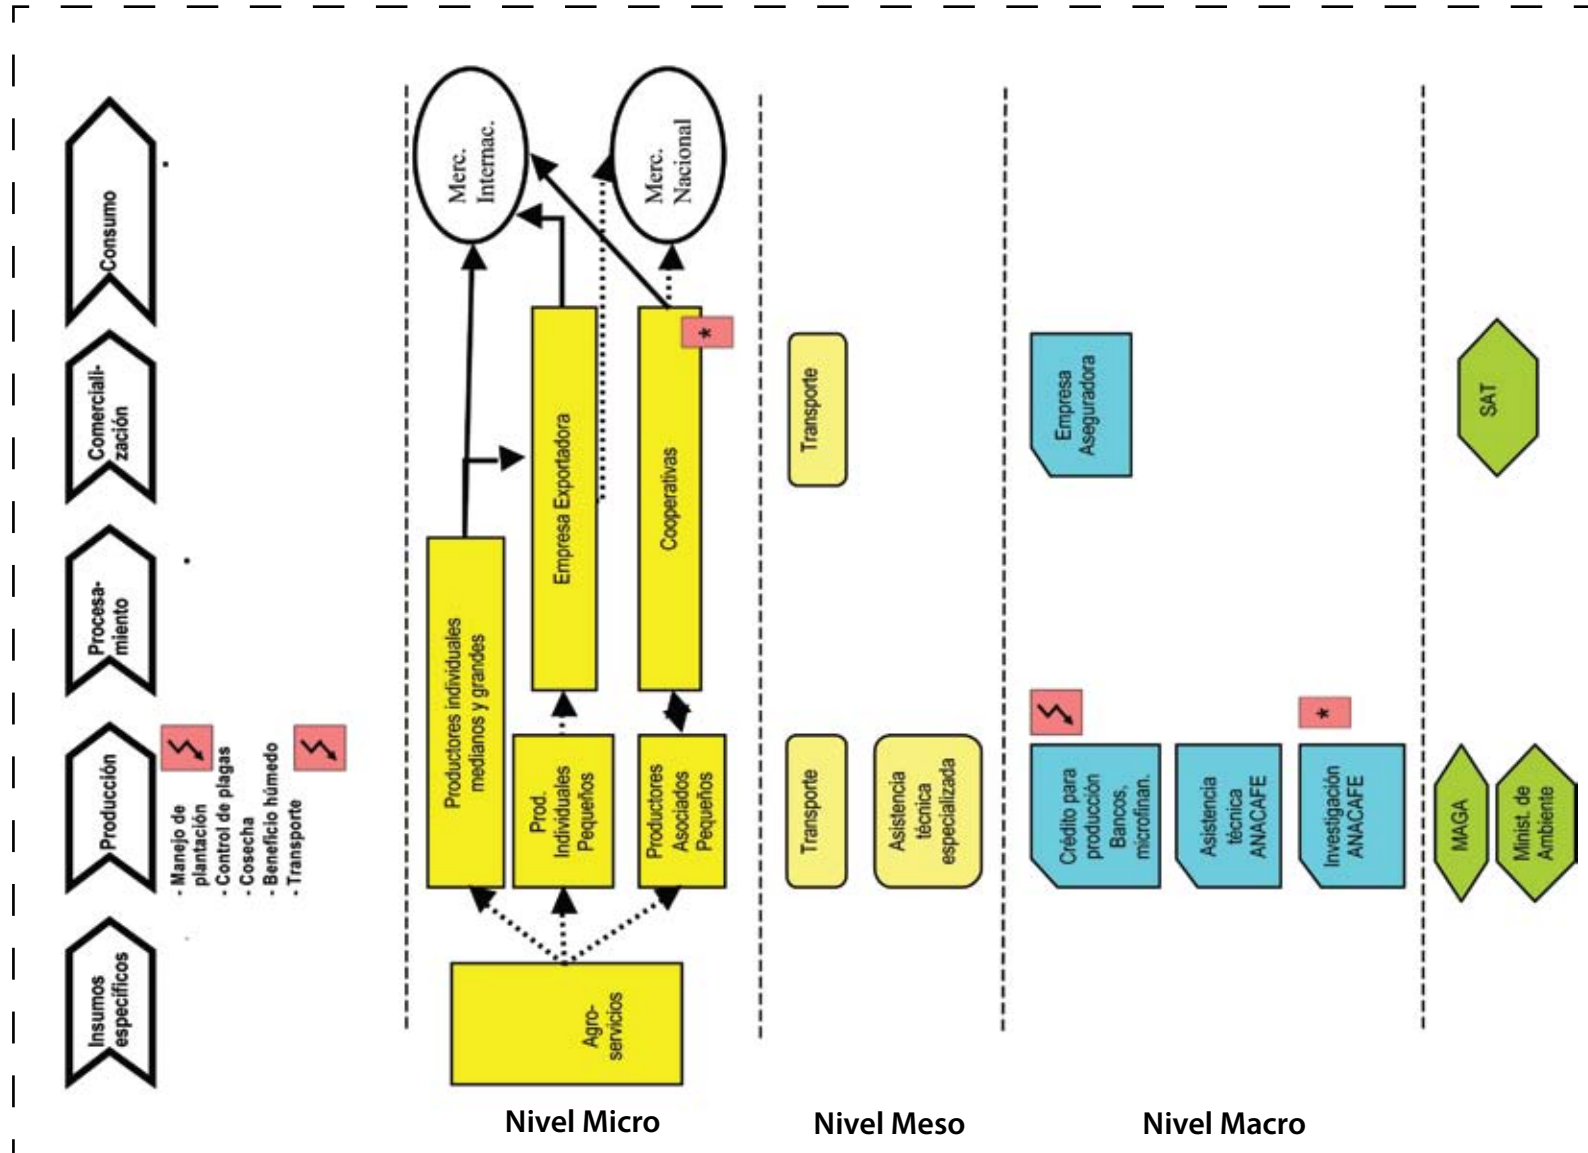 Insumos
específicos
Producción
Procesa-
miento
Comerciali-
zación
Consumo
- Manejo de
plantación
- Control de plagas
- Cosecha
- Beneficio húmedo
- Transporte
Agro-
servicios
Productores individuales
medianos y grandes
Prod.
Individuales
Pequeños
Productores
Asociados
Pequeños
Empresa Exportadora
Cooperativas
*
Merc.
Internac.
Merc.
Nacional
Transporte
Asistencia
técnica
especializada
Transporte
Crédito para
producción
Bancos,
microfinan.
Asistencia
técnica
ANACAFE
Investigación
ANACAFE
*
Empresa
Aseguradora
MAGA
Minist. de
Ambiente
SAT
Nivel Micro
Nivel Meso
Nivel Macro